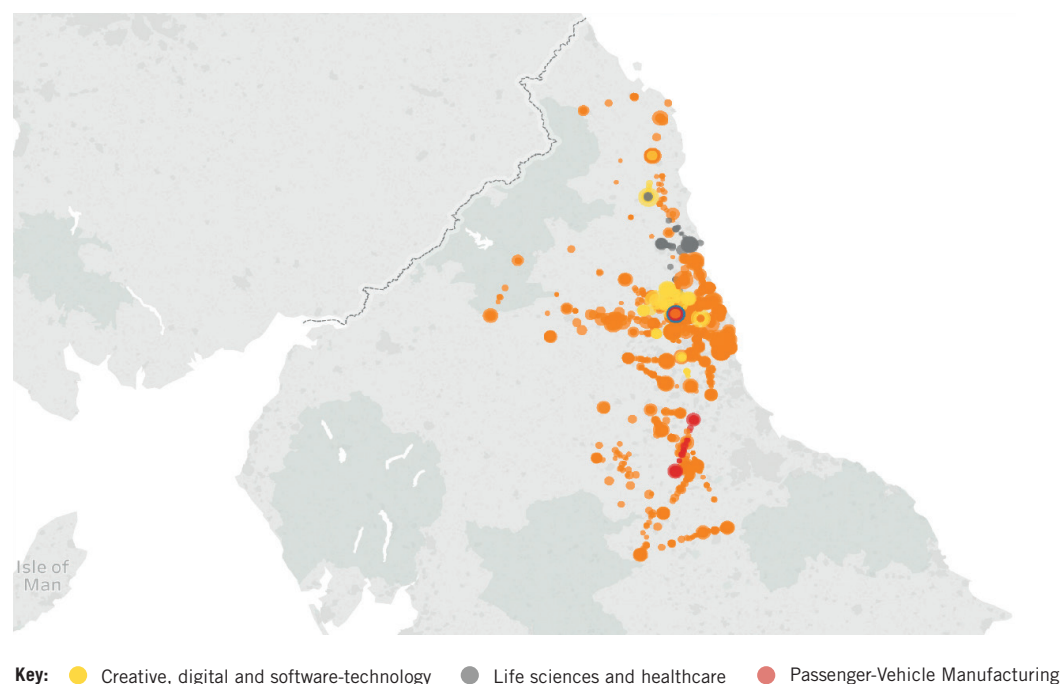 Isle of
Man
Key: Creative, digital and software-technology Life sciences and healthcare Passenger-Vehicle Manufacturing